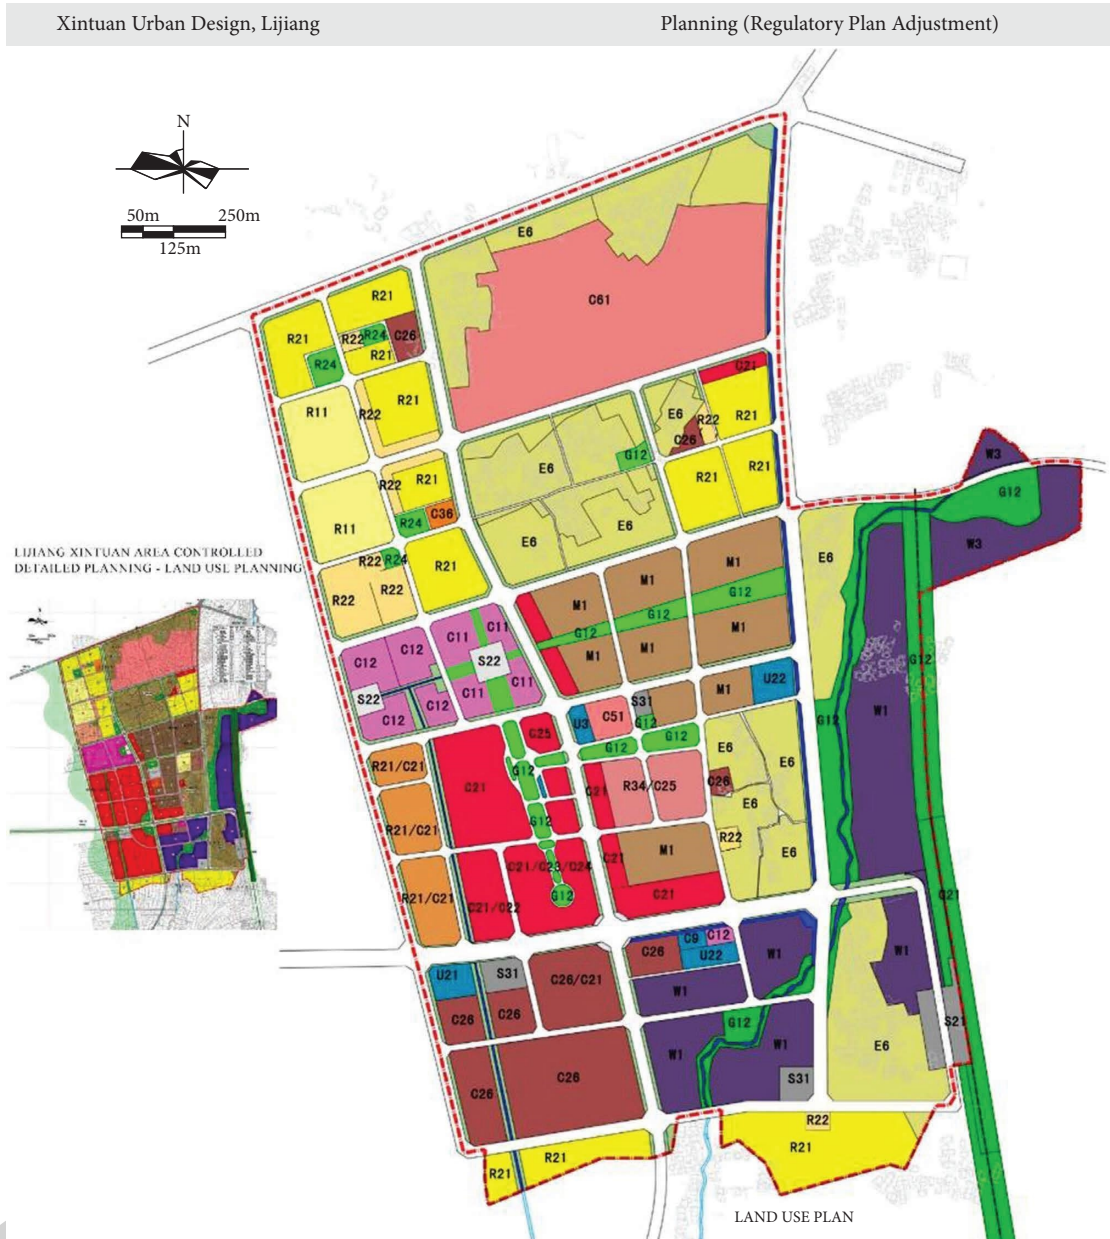 Xintuan Urban Design, Lijiang
Planning (Regulatory Plan Adjustment)
N
50m 250m
125m
E6
C61
R21
R21
R22 R24 C26
R21
R24
C21
R11
R22
R21
E6
R22
R21
C26
E6
G12
R21
R21
W3
G12
R22
R21
R11
R24
C36
E6
E6
W3
E6
LIJIANG XINTUAN AREA CONTROLLED
DETAILED PLANNING - LAND USE PLANNING
R22
R24
R21
R22
R22
M1
M1
M1
G12
G12
M1
M1
M1
C12
C12
C11
C11
S22
C11
C11
S22
C12
C12
G12
W1
M1
U22
S31
U3
C51
G12
G12
C25
G12
G12
G12
E6
E6
R21/C21
C21
C21
R34/C25
C26
E6
R21/C21
G12
R22
E6
C21/C23/C24
C21
M1
R21/C21
C21/C22
G12
C21
C21
C9
C12
C26
U22
W1
W1
U21
S31
C26/C21
W1
C26
C26
G12
S21
W1
W1
E6
S31
C26
C26
R22
R21
R21
R21
LAND USE PLAN